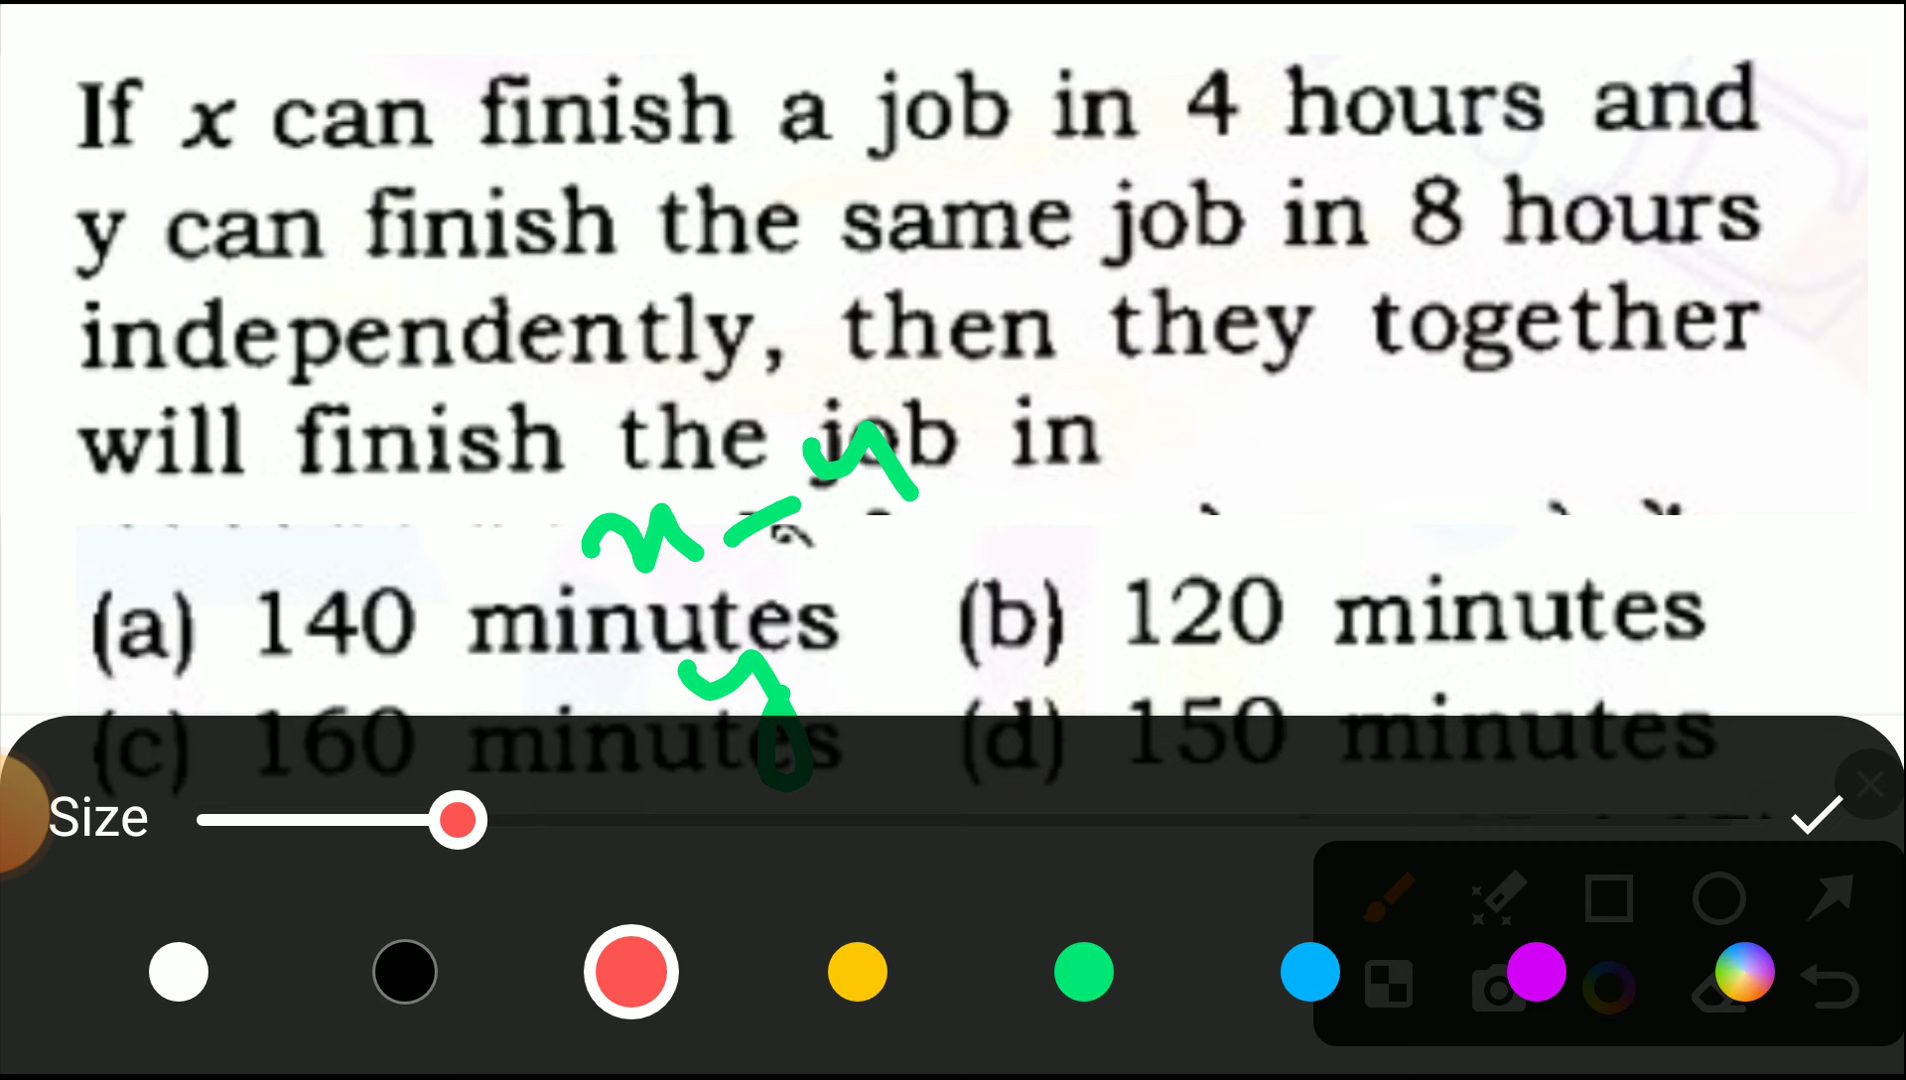 If x can finish a job in 4 hours and
y can finish the same job in 8 hours
independently, then they together
will finish the job in
(a) 140 minutes (b) 120 minutes
(c) 160 minutes (d) 150 minutes
Size